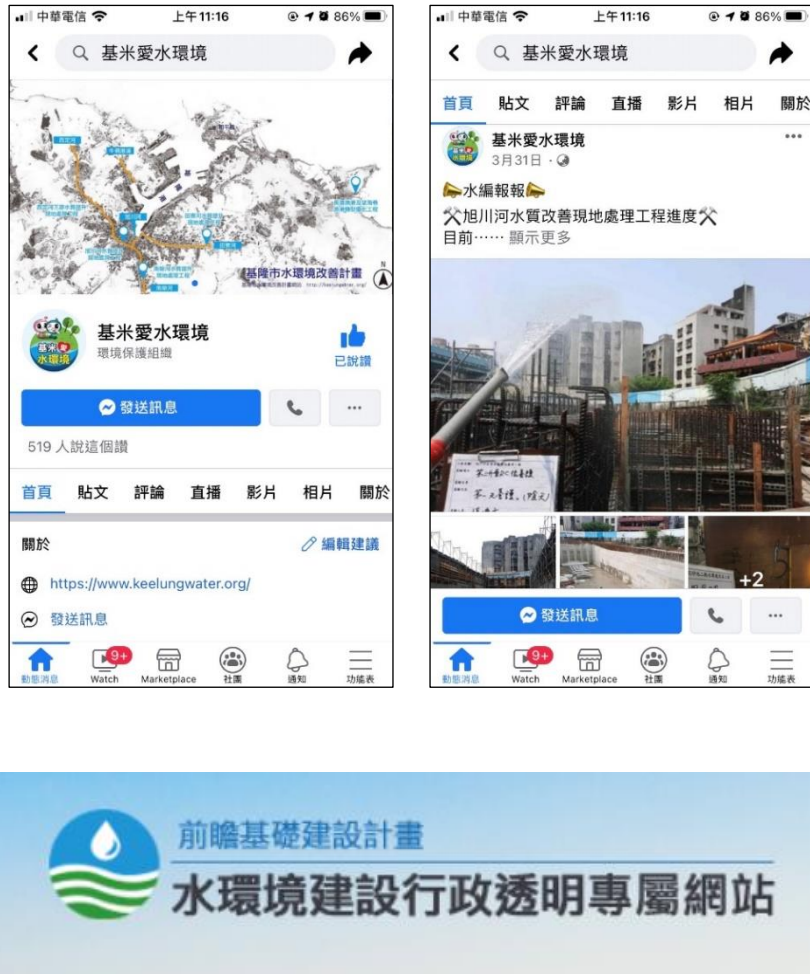 中華電信
上午11:16
86%
基米愛水環境
基隆市水環境改善計畫
N
基米愛
水環境
基米愛水環境
環境保護組織
已說讚
發送訊息
519 人說這個讚
首頁 貼文 評論 直播 影片 相片 關於
關於
編輯建議
https://www.keelungwater.org/
發送訊息
9+
動態消息 Watch Marketplace 社團 通知 功能表
中華電信
上午11:16
86%
基米愛水環境
首頁 貼文 評論 直播 影片 相片 關於
基米愛水環境
3月31日
水編報報
旭川河水質改善現地處理工程進度
目前…… 顯示更多
+2
發送訊息
9+
動態消息 Watch Marketplace 社團 通知 功能表
前瞻基礎建設計畫
水環境建設行政透明專屬網站